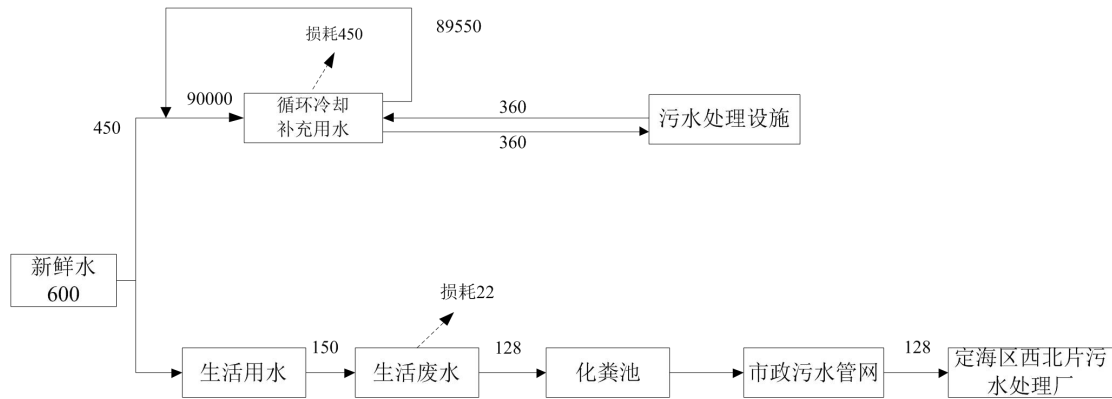 89550
损耗450
90000
循环冷却
补充用水
360
污水处理设施
450
360
新鲜水
600
损耗22
生活用水
150
生活废水
128
化粪池
市政污水管网
128
定海区西北片污
水处理厂